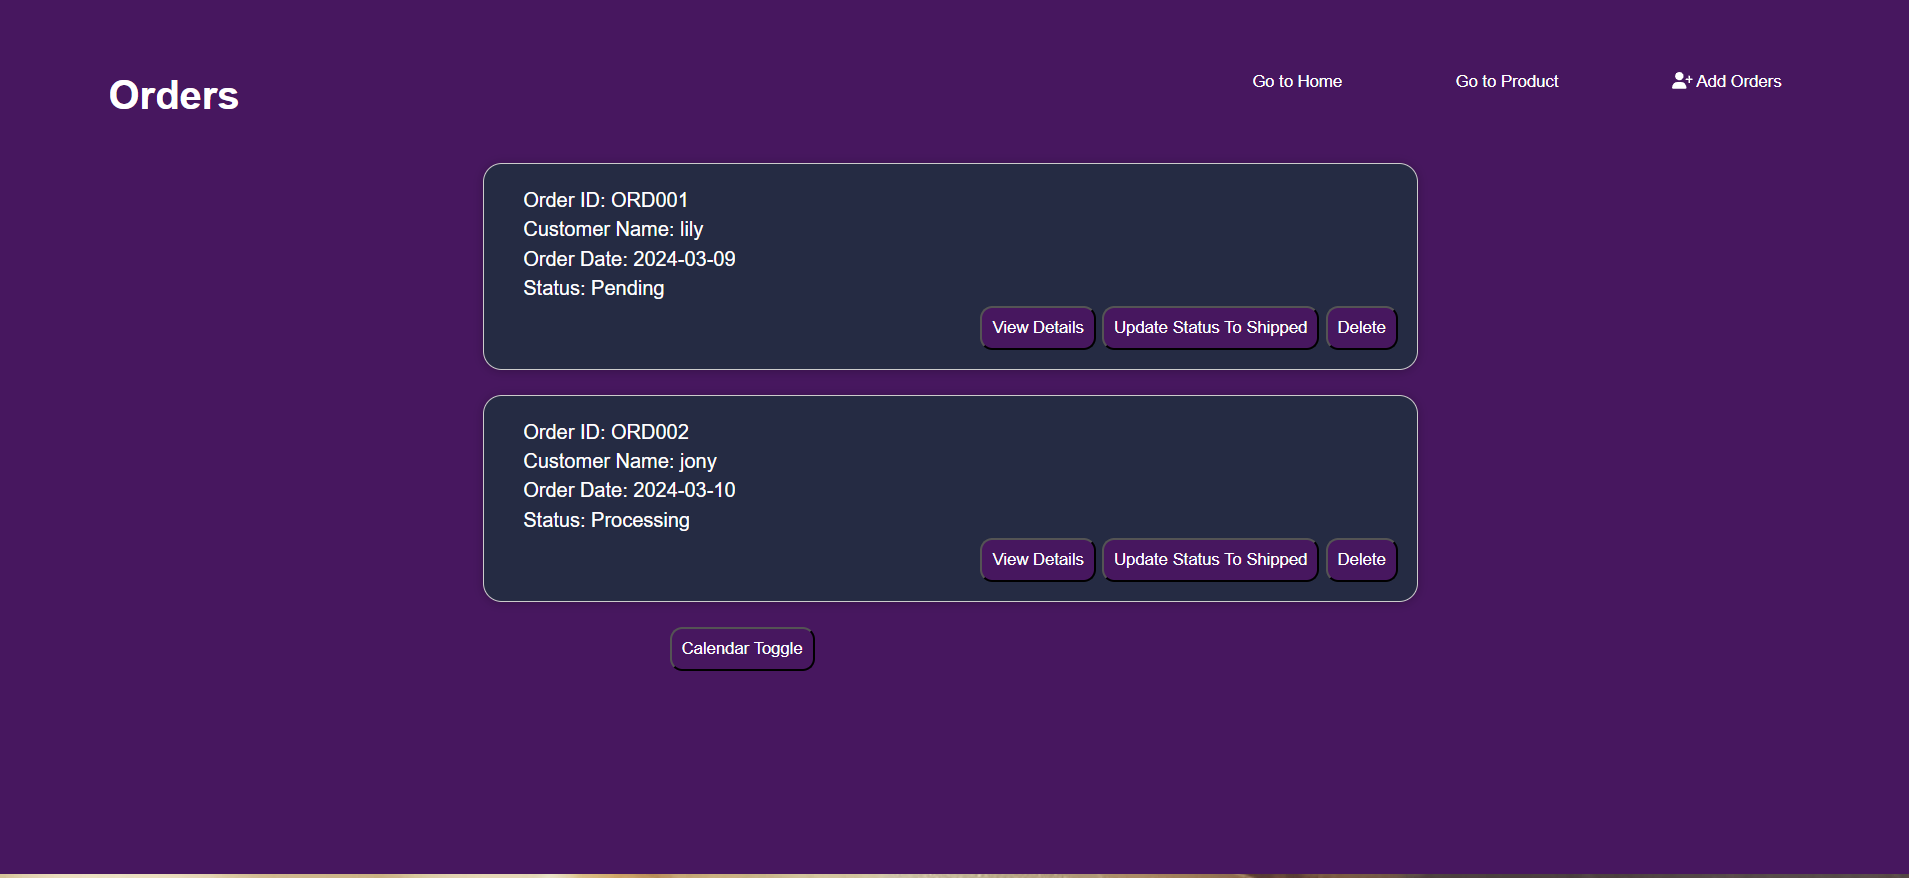 Orders
Go to Home
Go to Product
Add Orders
Order ID: ORD001
Customer Name: lily
Order Date: 2024-03-09
Status: Pending
View Details
Update Status To Shipped
Delete
Order ID: ORD002
Customer Name: jony
Order Date: 2024-03-10
Status: Processing
View Details
Update Status To Shipped
Delete
Calendar Toggle